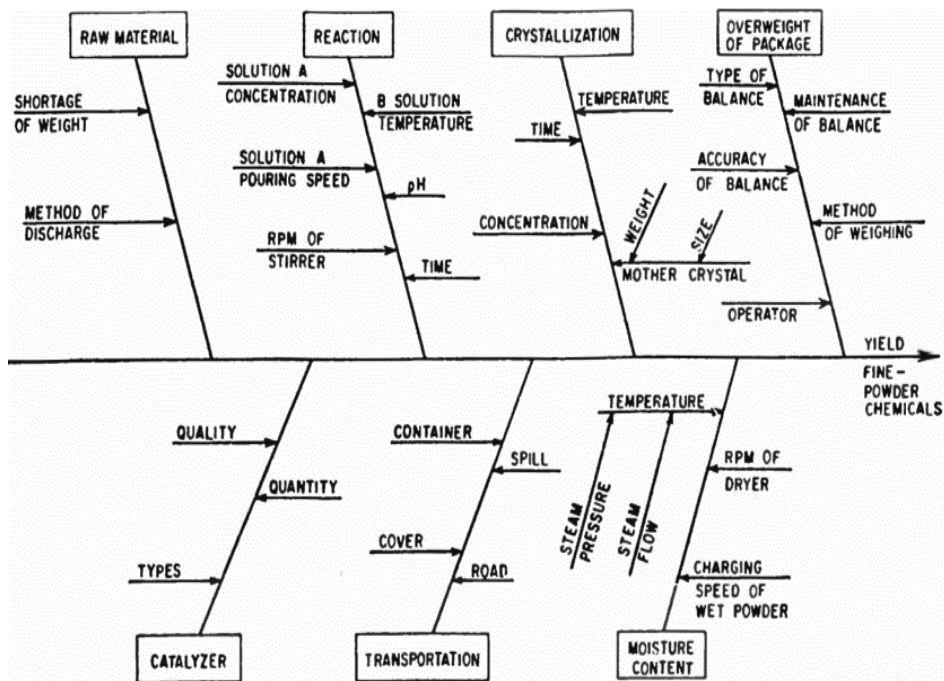 RAW MATERIAL
SHORTAGE
OF WEIGHT
METHOD OF
DISCHARGE
REACTION
SOLUTION A
CONCENTRATION
B SOLUTION
TEMPERATURE
SOLUTION A
POURING SPEED
pH
RPM OF
STIRRER
TIME
CRYSTALLIZATION
TEMPERATURE
TIME
CONCENTRATION
WEIGHT
SIZE
MOTHER CRYSTAL
OVERWEIGHT
OF PACKAGE
TYPE OF
BALANCE
MAINTENANCE
OF BALANCE
ACCURACY
OF BALANCE
METHOD
OF WEIGHING
OPERATOR
YIELD
FINE-
POWDER
CHEMICALS
QUALITY
QUANTITY
TYPES
CATALYZER
CONTAINER
SPILL
COVER
ROAD
TRANSPORTATION
TEMPERATURE
STEAM
PRESSURE
STEAM
FLOW
RPM OF
DRYER
CHARGING
SPEED OF
WET POWDER
MOISTURE
CONTENT